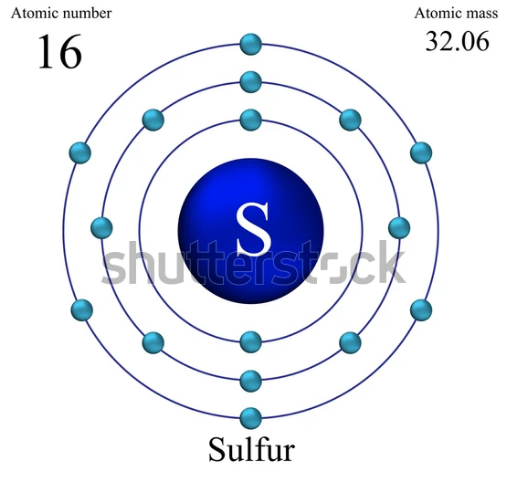 Atomic number
16
Atomic mass
32.06
S
shutterstock
Sulfur